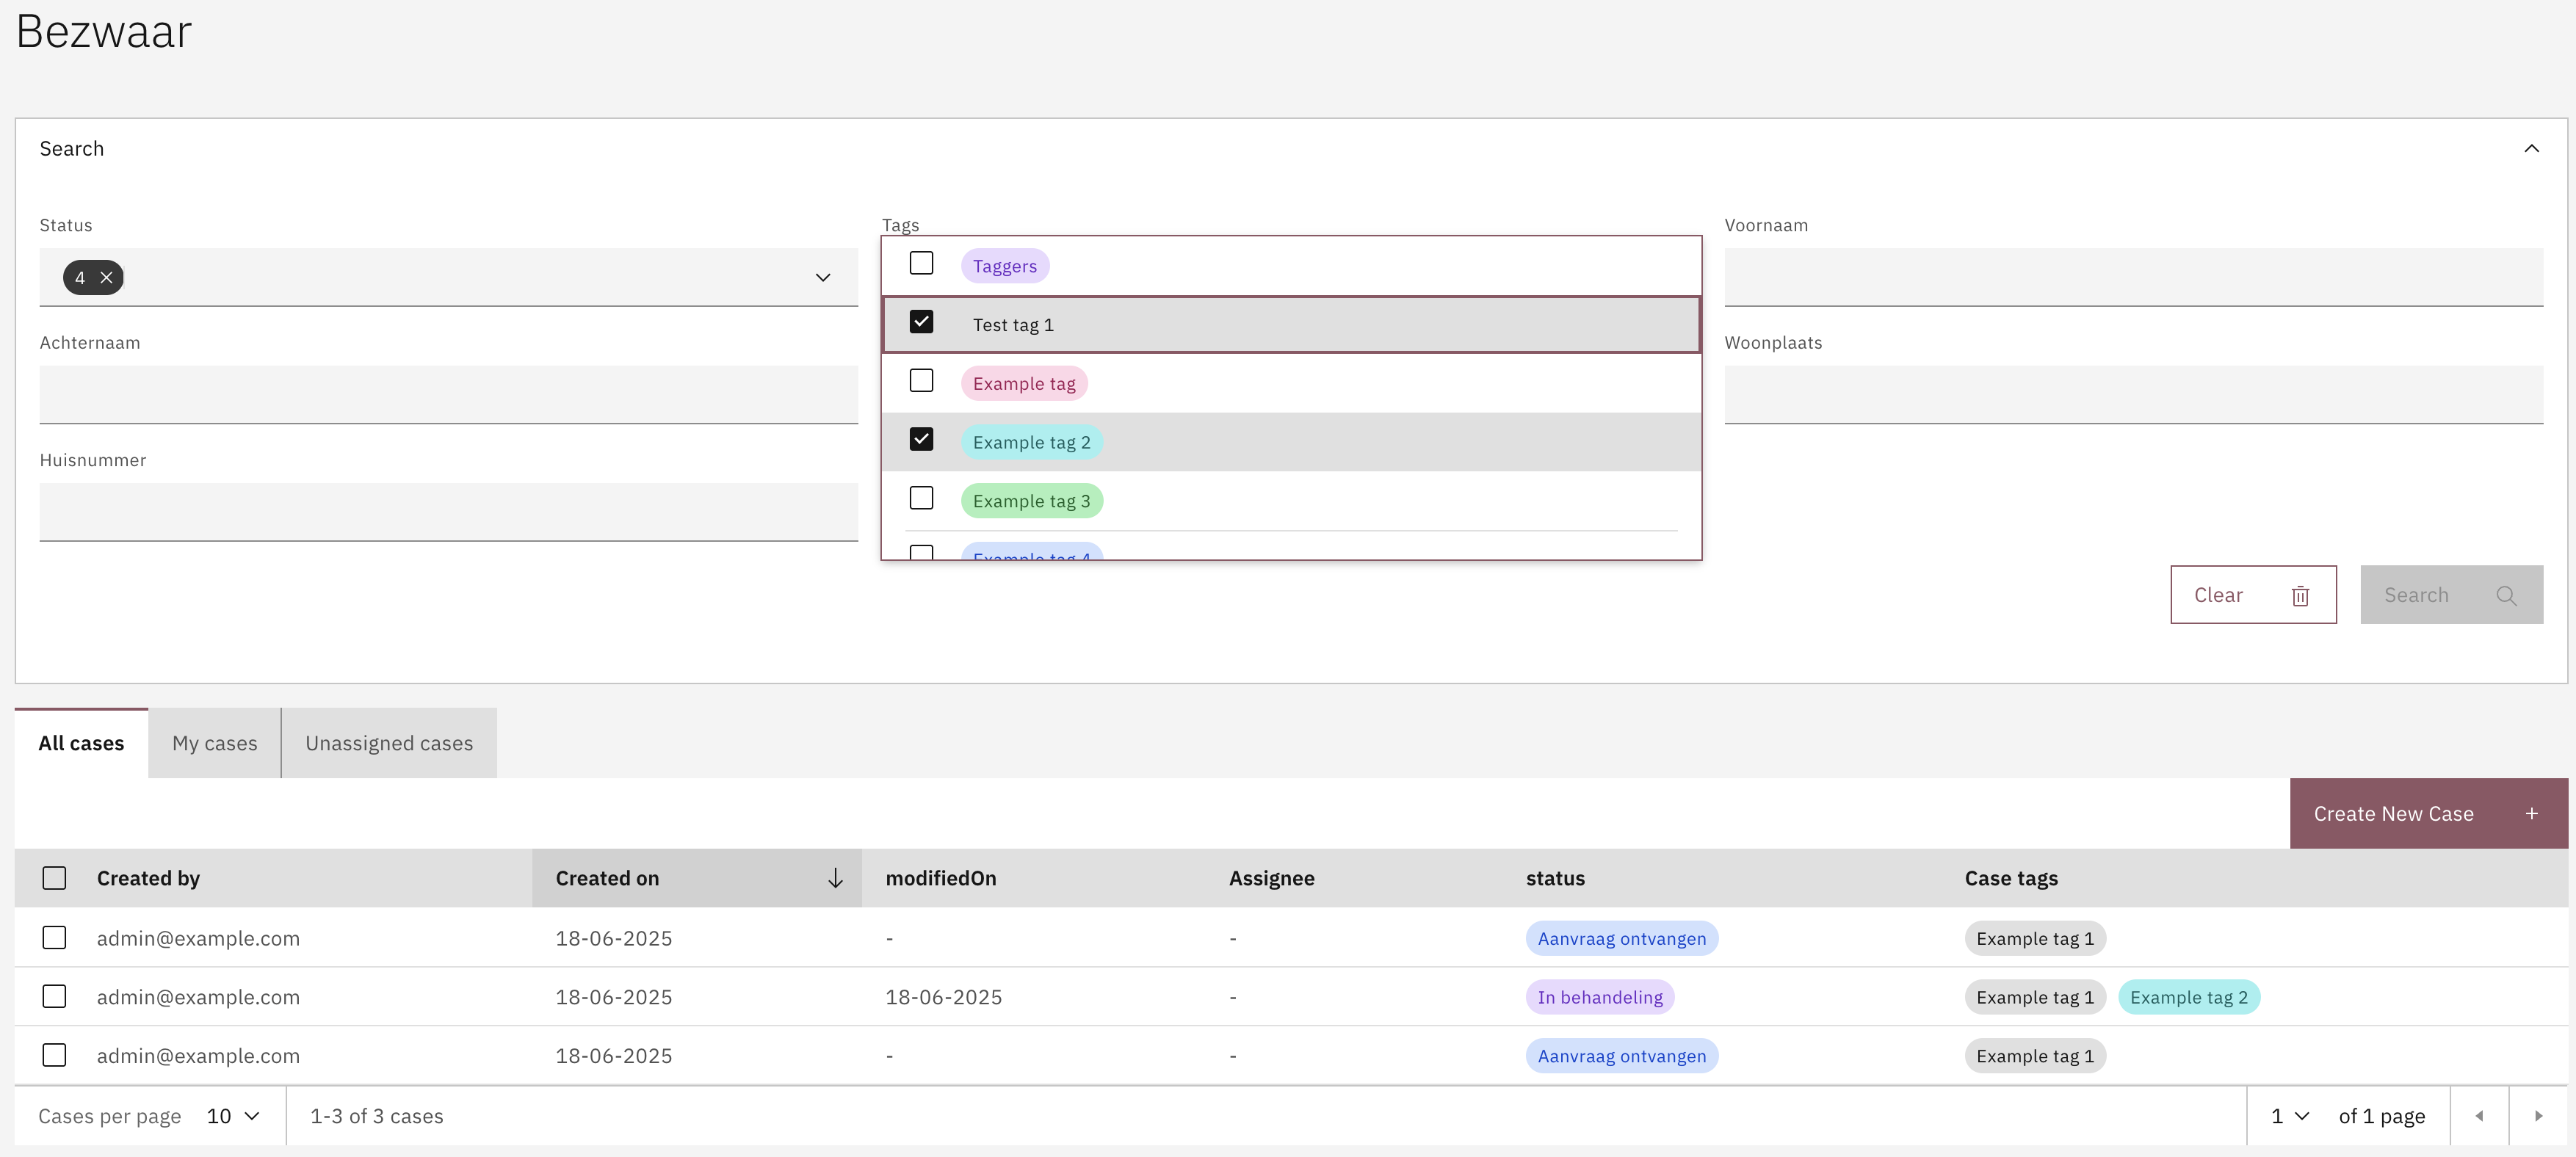 Bezwaar
Search
Status
Tags
Voornaam
4
Taggers
Test tag 1
Achternaam
Woonplaats
Example tag
Example tag 2
Huisnummer
Example tag 3
Example tag 4
Clear
Search
All cases
My cases
Unassigned cases
Create New Case
Created by Created on modifiedOn Assignee status Case tags
admin@example.com 18-06-2025 - - Aanvraag ontvangen Example tag 1
admin@example.com 18-06-2025 18-06-2025 - In behandeling Example tag 1 Example tag 2
admin@example.com 18-06-2025 - - Aanvraag ontvangen Example tag 1
Cases per page 10 1-3 of 3 cases 1 of 1 page